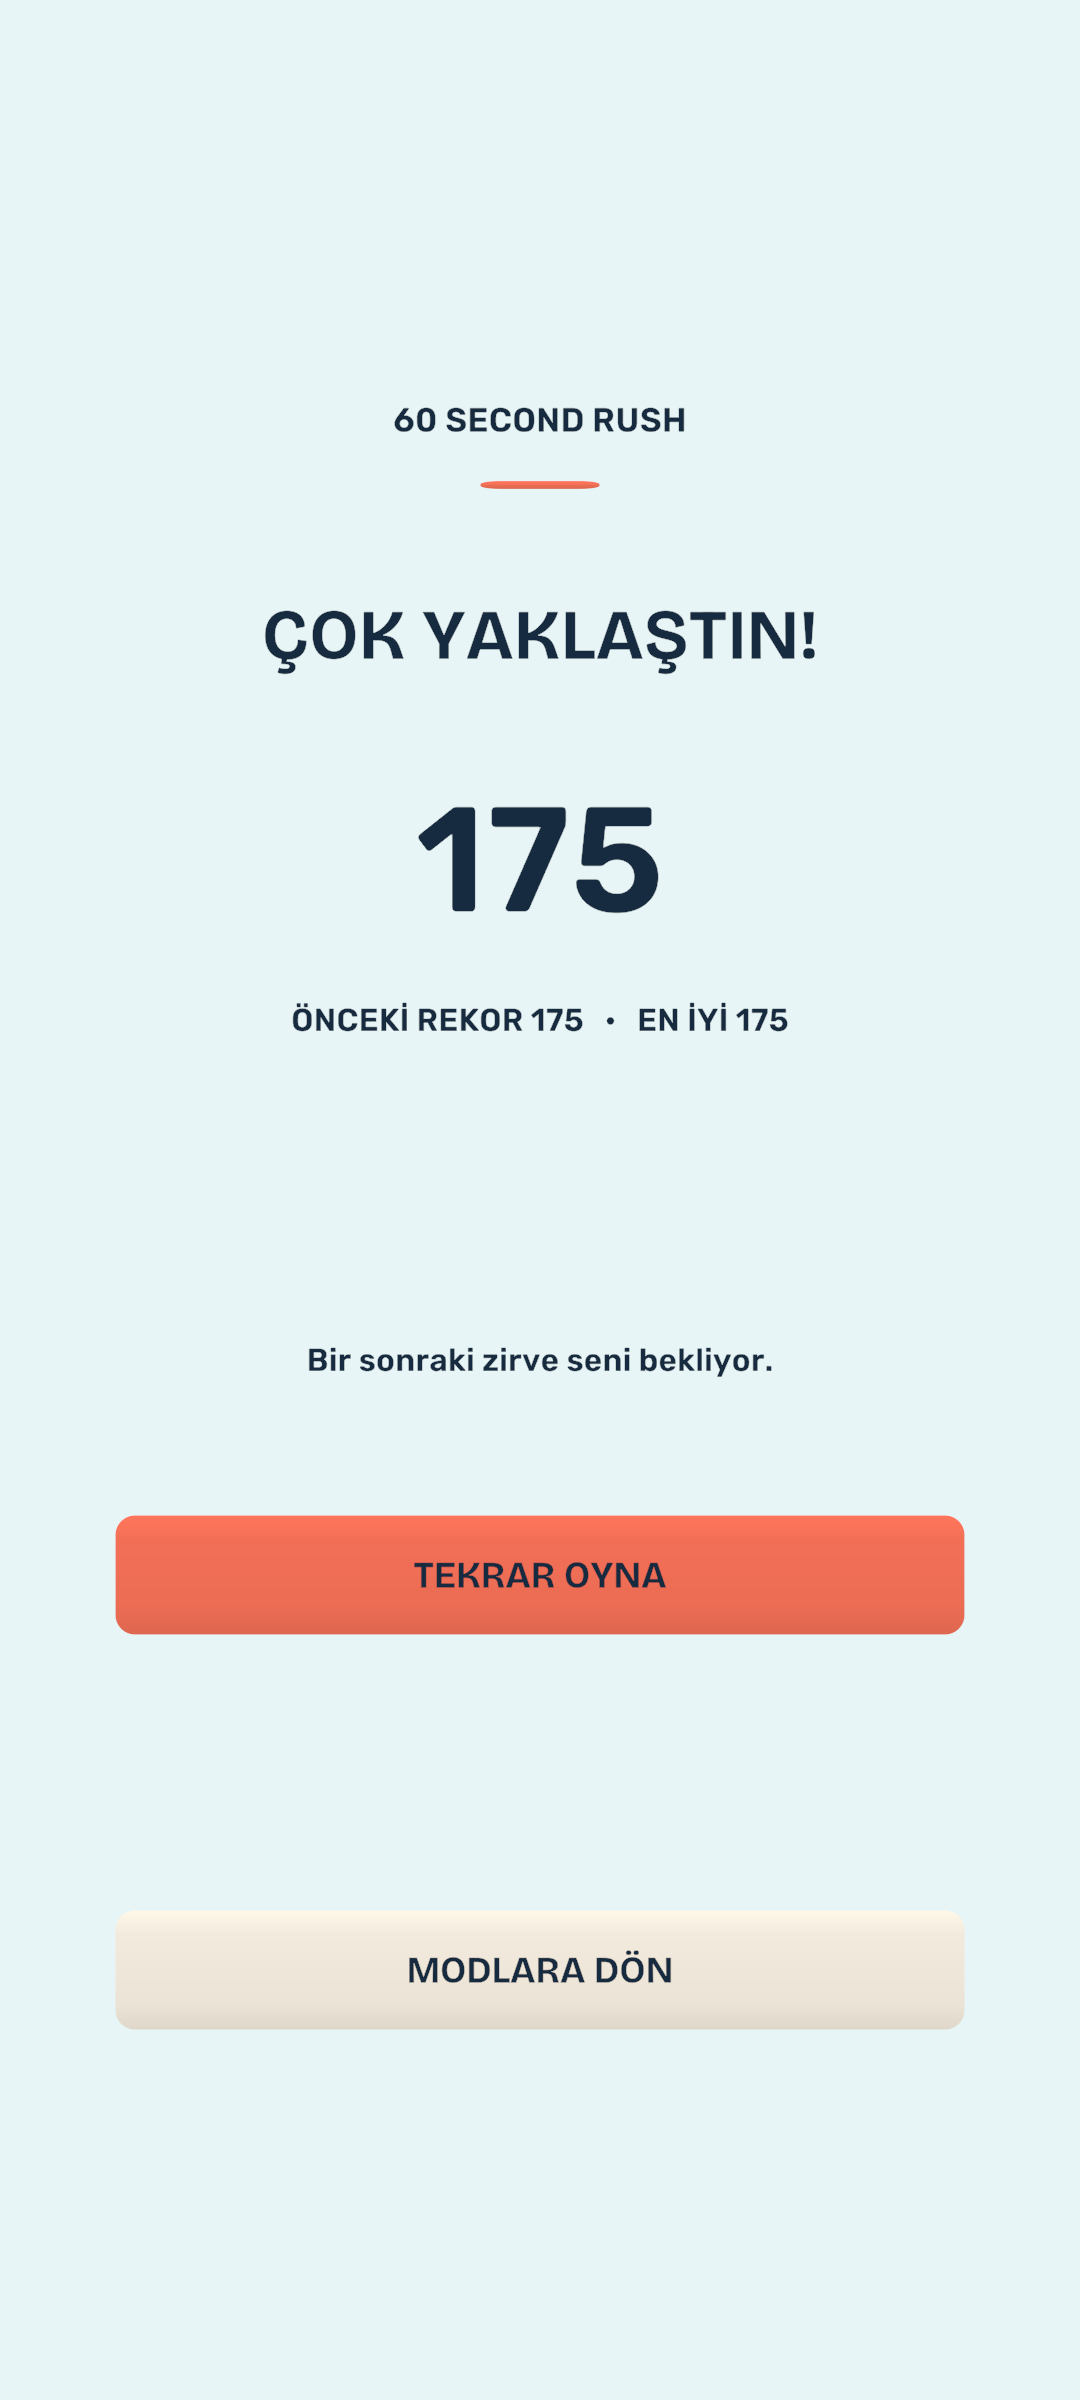 60 SECOND RUSH
ÇOK YAKLAŞTIN!
175
ÖNCEKİ REKOR 175 · EN İYİ 175
Bir sonraki zirve seni bekliyor.
TEKRAR OYNA
MODLARA DÖN